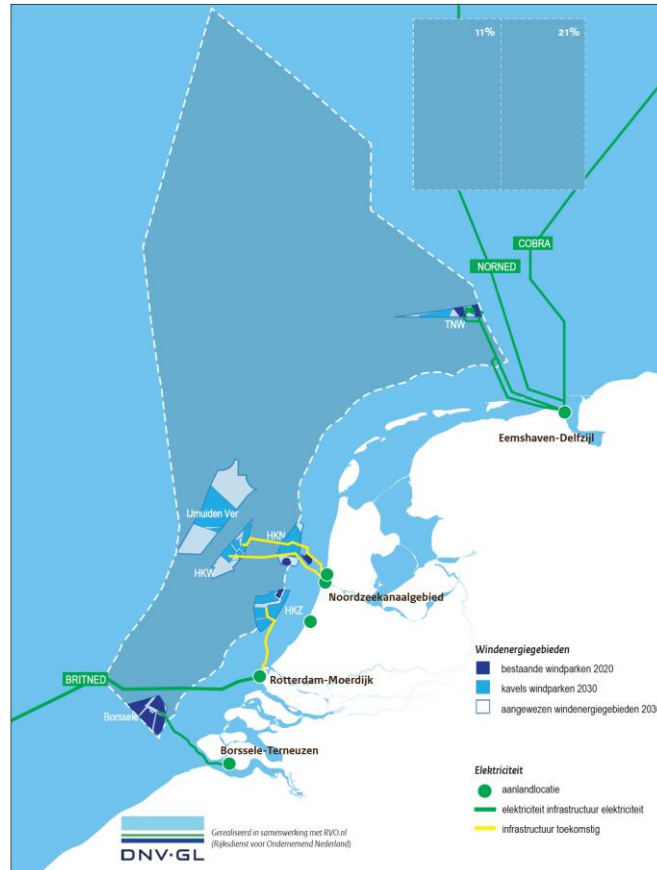 11%
21%
COBRA
NORNED
TNW
Eemshaven-Delfzijl
IJmuiden Ver
HKN
HKW
Noordzeekanaalgebied
HKZ
Windenergiegebieden
bestaande windparken 2020
kavels windparken 2030
aangewezen windenergiegebieden 2030
BRITNED
Rotterdam-Moerdijk
Borssele
Borssele-Terneuzen
Elektriciteit
aanlandlocatie
elektriciteit infrastructuur elektriciteit
infrastructuur toekomstig
DNV·GL
Gerealiseerd in samenwerking met RVO.nl
(Rijksdienst voor Ondernemend Nederland)